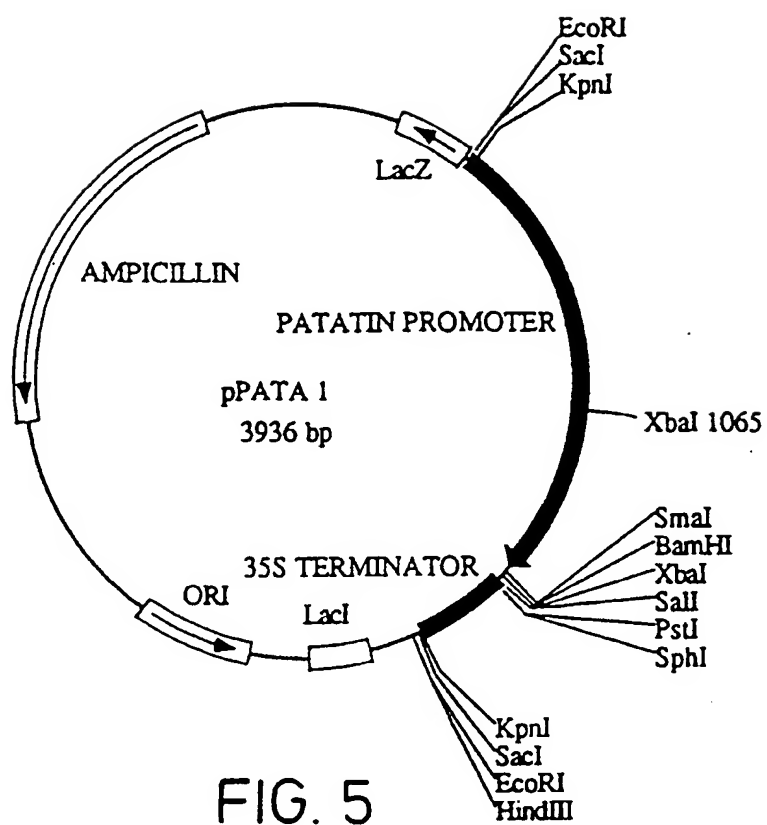 EcoRI
SacI
KpnI
LacZ
AMPICILLIN
PATATIN PROMOTER
pPATA 1
3936 bp
XbaI 1065
SmaI
BamHI
XbaI
SalI
PstI
SphI
35S TERMINATOR
ORI
LacI
KpnI
SacI
EcoRI
HindIII
FIG. 5